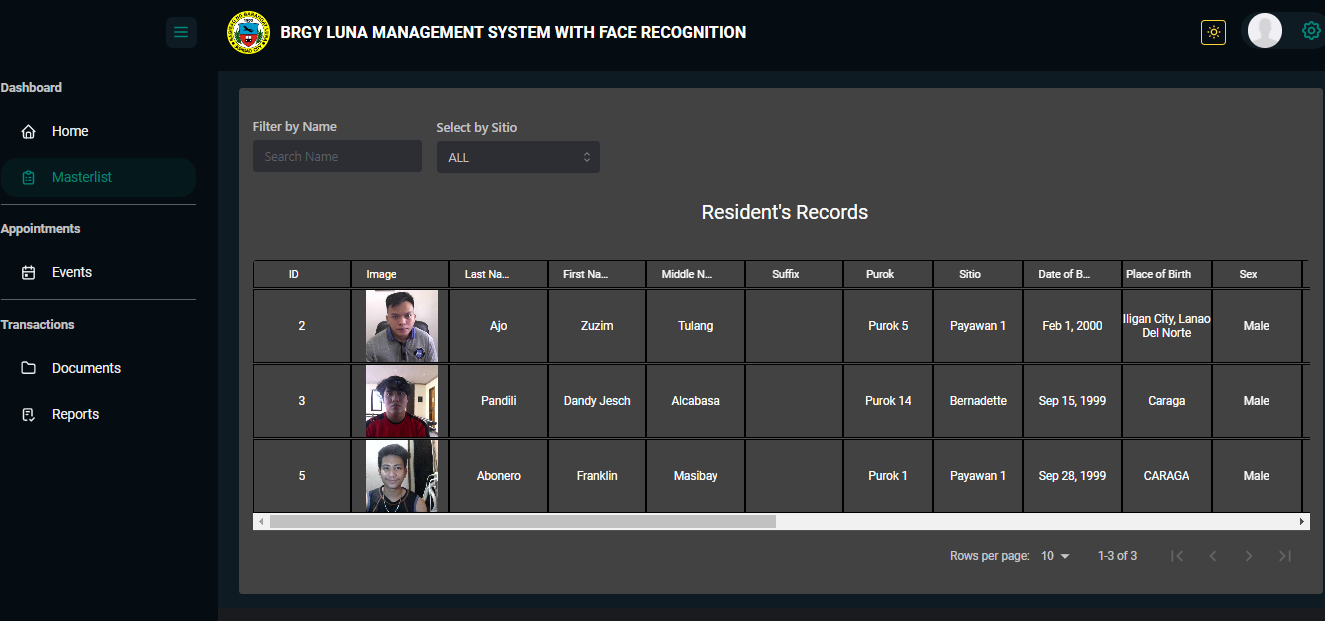 BRGY LUNA MANAGEMENT SYSTEM WITH FACE RECOGNITION
Dashboard
Home
Masterlist
Appointments
Events
Transactions
Documents
Reports
Filter by Name
Select by Sitio
Search Name
ALL
Resident's Records
ID Image Last Na... First Na... Middle N... Suffix Purok Sitio Date of B... Place of Birth Sex
2 Ajo Zuzim Tulang Purok 5 Payawan 1 Feb 1, 2000 Iligan City, Lanao Del Norte Male
3 Pandili Dandy Jesch Alcabasa Purok 14 Bernadette Sep 15, 1999 Caraga Male
5 Abonero Franklin Masibay Purok 1 Payawan 1 Sep 28, 1999 CARAGA Male
Rows per page: 10 1-3 of 3